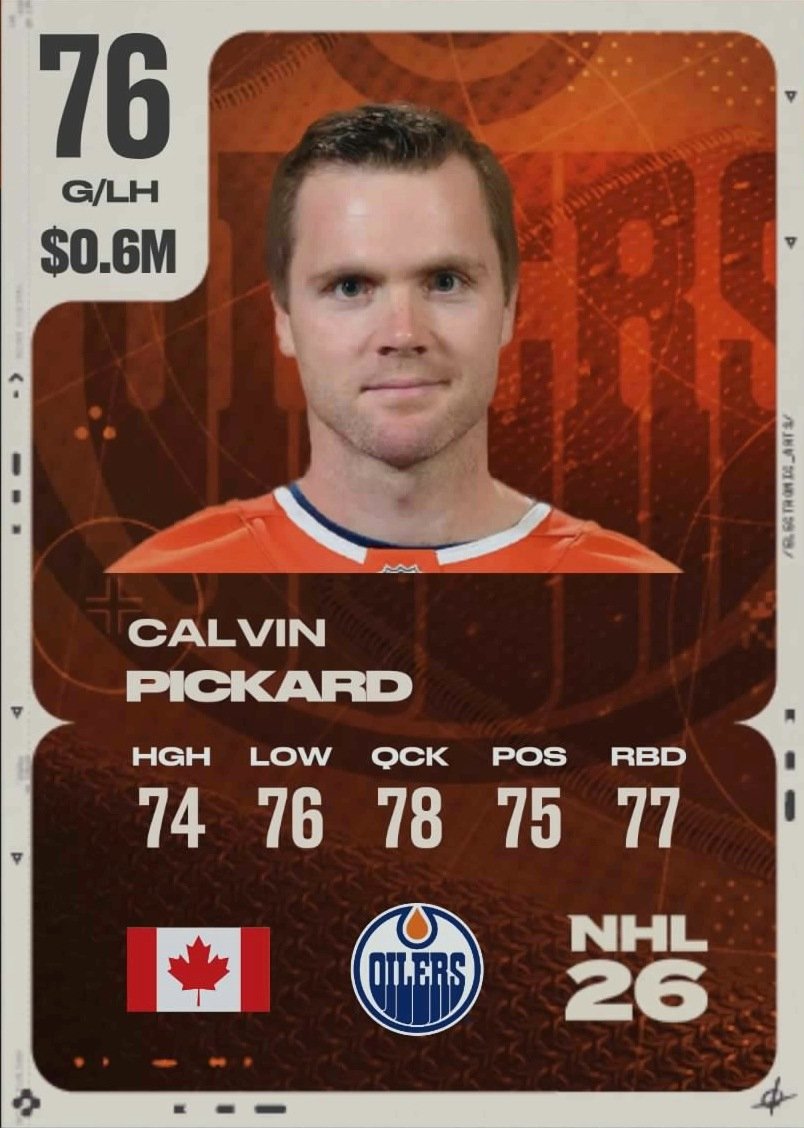 76
G/LH
$0.6M
CALVIN
PICKARD
HGH LOW QCK POS RBD
74 76 78 75 77
OILERS
NHL
26
/ELECTRONIC_ARTS/